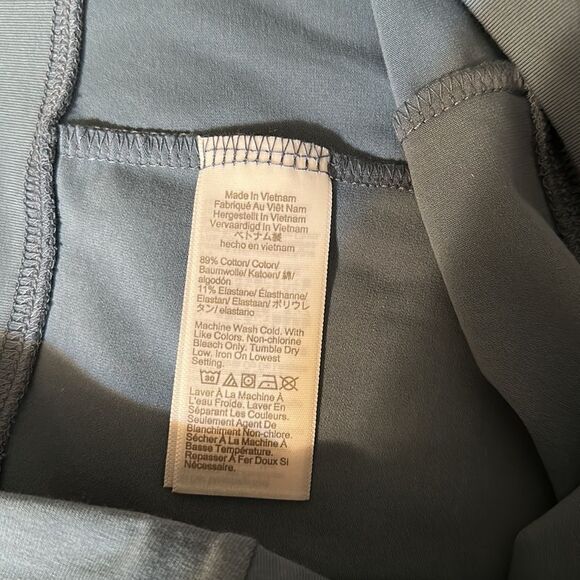 Made In Vietnam
Fabriqué Au Viêt Nam
Hergestellt In Vietnam
Vervaardigd In Vietnam
ベトナム製
hecho en vietnam
89% Cotton/ Coton/
Baumwolle/ Katoen/ 綿/
algodón
11% Elastane/ Élasthanne/
Elastan/ Elastaan/ ポリウレ
タン/ elastano
Machine Wash Cold. With
Like Colors. Non-chlorine
Bleach Only. Tumble Dry
Low. Iron On Lowest
Setting.
30
Laver À La Machine À
L'eau Froide. Laver En
Séparant Les Couleurs.
Seulement Agent De
Blanchiment Non-chlore.
Sécher À La Machine À
Basse Température.
Repasser À Fer Doux Si
Nécessaire.